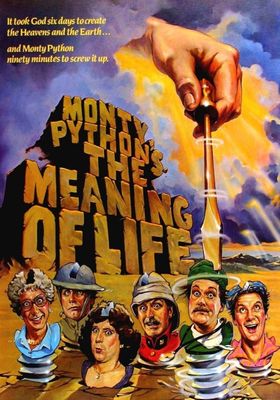 It took God six days to create
the Heavens and the Earth...
and Monty Python
ninety minutes to screw it up.
MONTY
PYTHON'S
THE
MEANING
OF LIFE